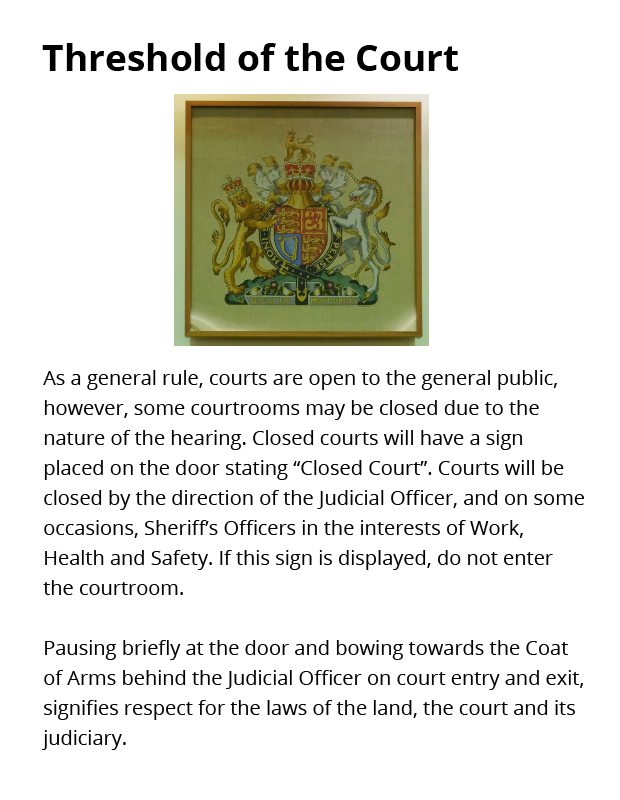 Threshold of the Court
HONI
PENSE
As a general rule, courts are open to the general public,
however, some courtrooms may be closed due to the
nature of the hearing. Closed courts will have a sign
placed on the door stating “Closed Court”. Courts will be
closed by the direction of the Judicial Officer, and on some
occasions, Sheriff’s Officers in the interests of Work,
Health and Safety. If this sign is displayed, do not enter
the courtroom.
Pausing briefly at the door and bowing towards the Coat
of Arms behind the Judicial Officer on court entry and exit,
signifies respect for the laws of the land, the court and its
judiciary.